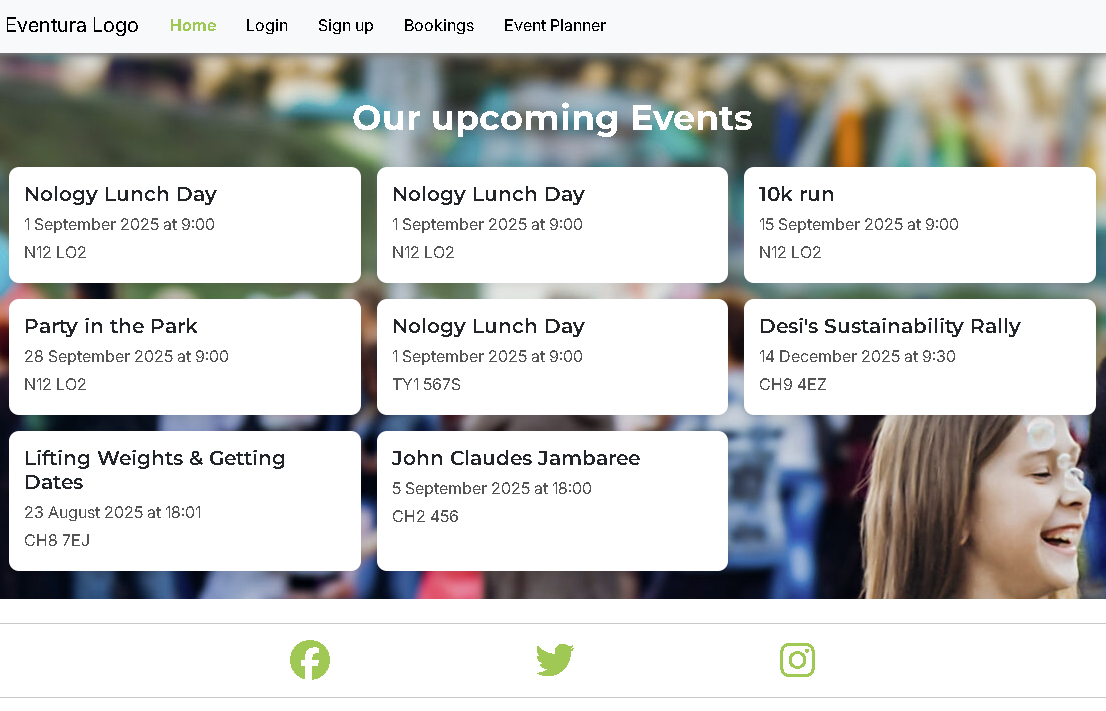 Eventura Logo Home Login Sign up Bookings Event Planner
Our upcoming Events
Nology Lunch Day
1 September 2025 at 9:00
N12 LO2
Nology Lunch Day
1 September 2025 at 9:00
N12 LO2
10k run
15 September 2025 at 9:00
N12 LO2
Party in the Park
28 September 2025 at 9:00
N12 LO2
Nology Lunch Day
1 September 2025 at 9:00
TY1 567S
Desi's Sustainability Rally
14 December 2025 at 9:30
CH9 4EZ
Lifting Weights & Getting
Dates
23 August 2025 at 18:01
CH8 7EJ
John Claudes Jambaree
5 September 2025 at 18:00
CH2 456